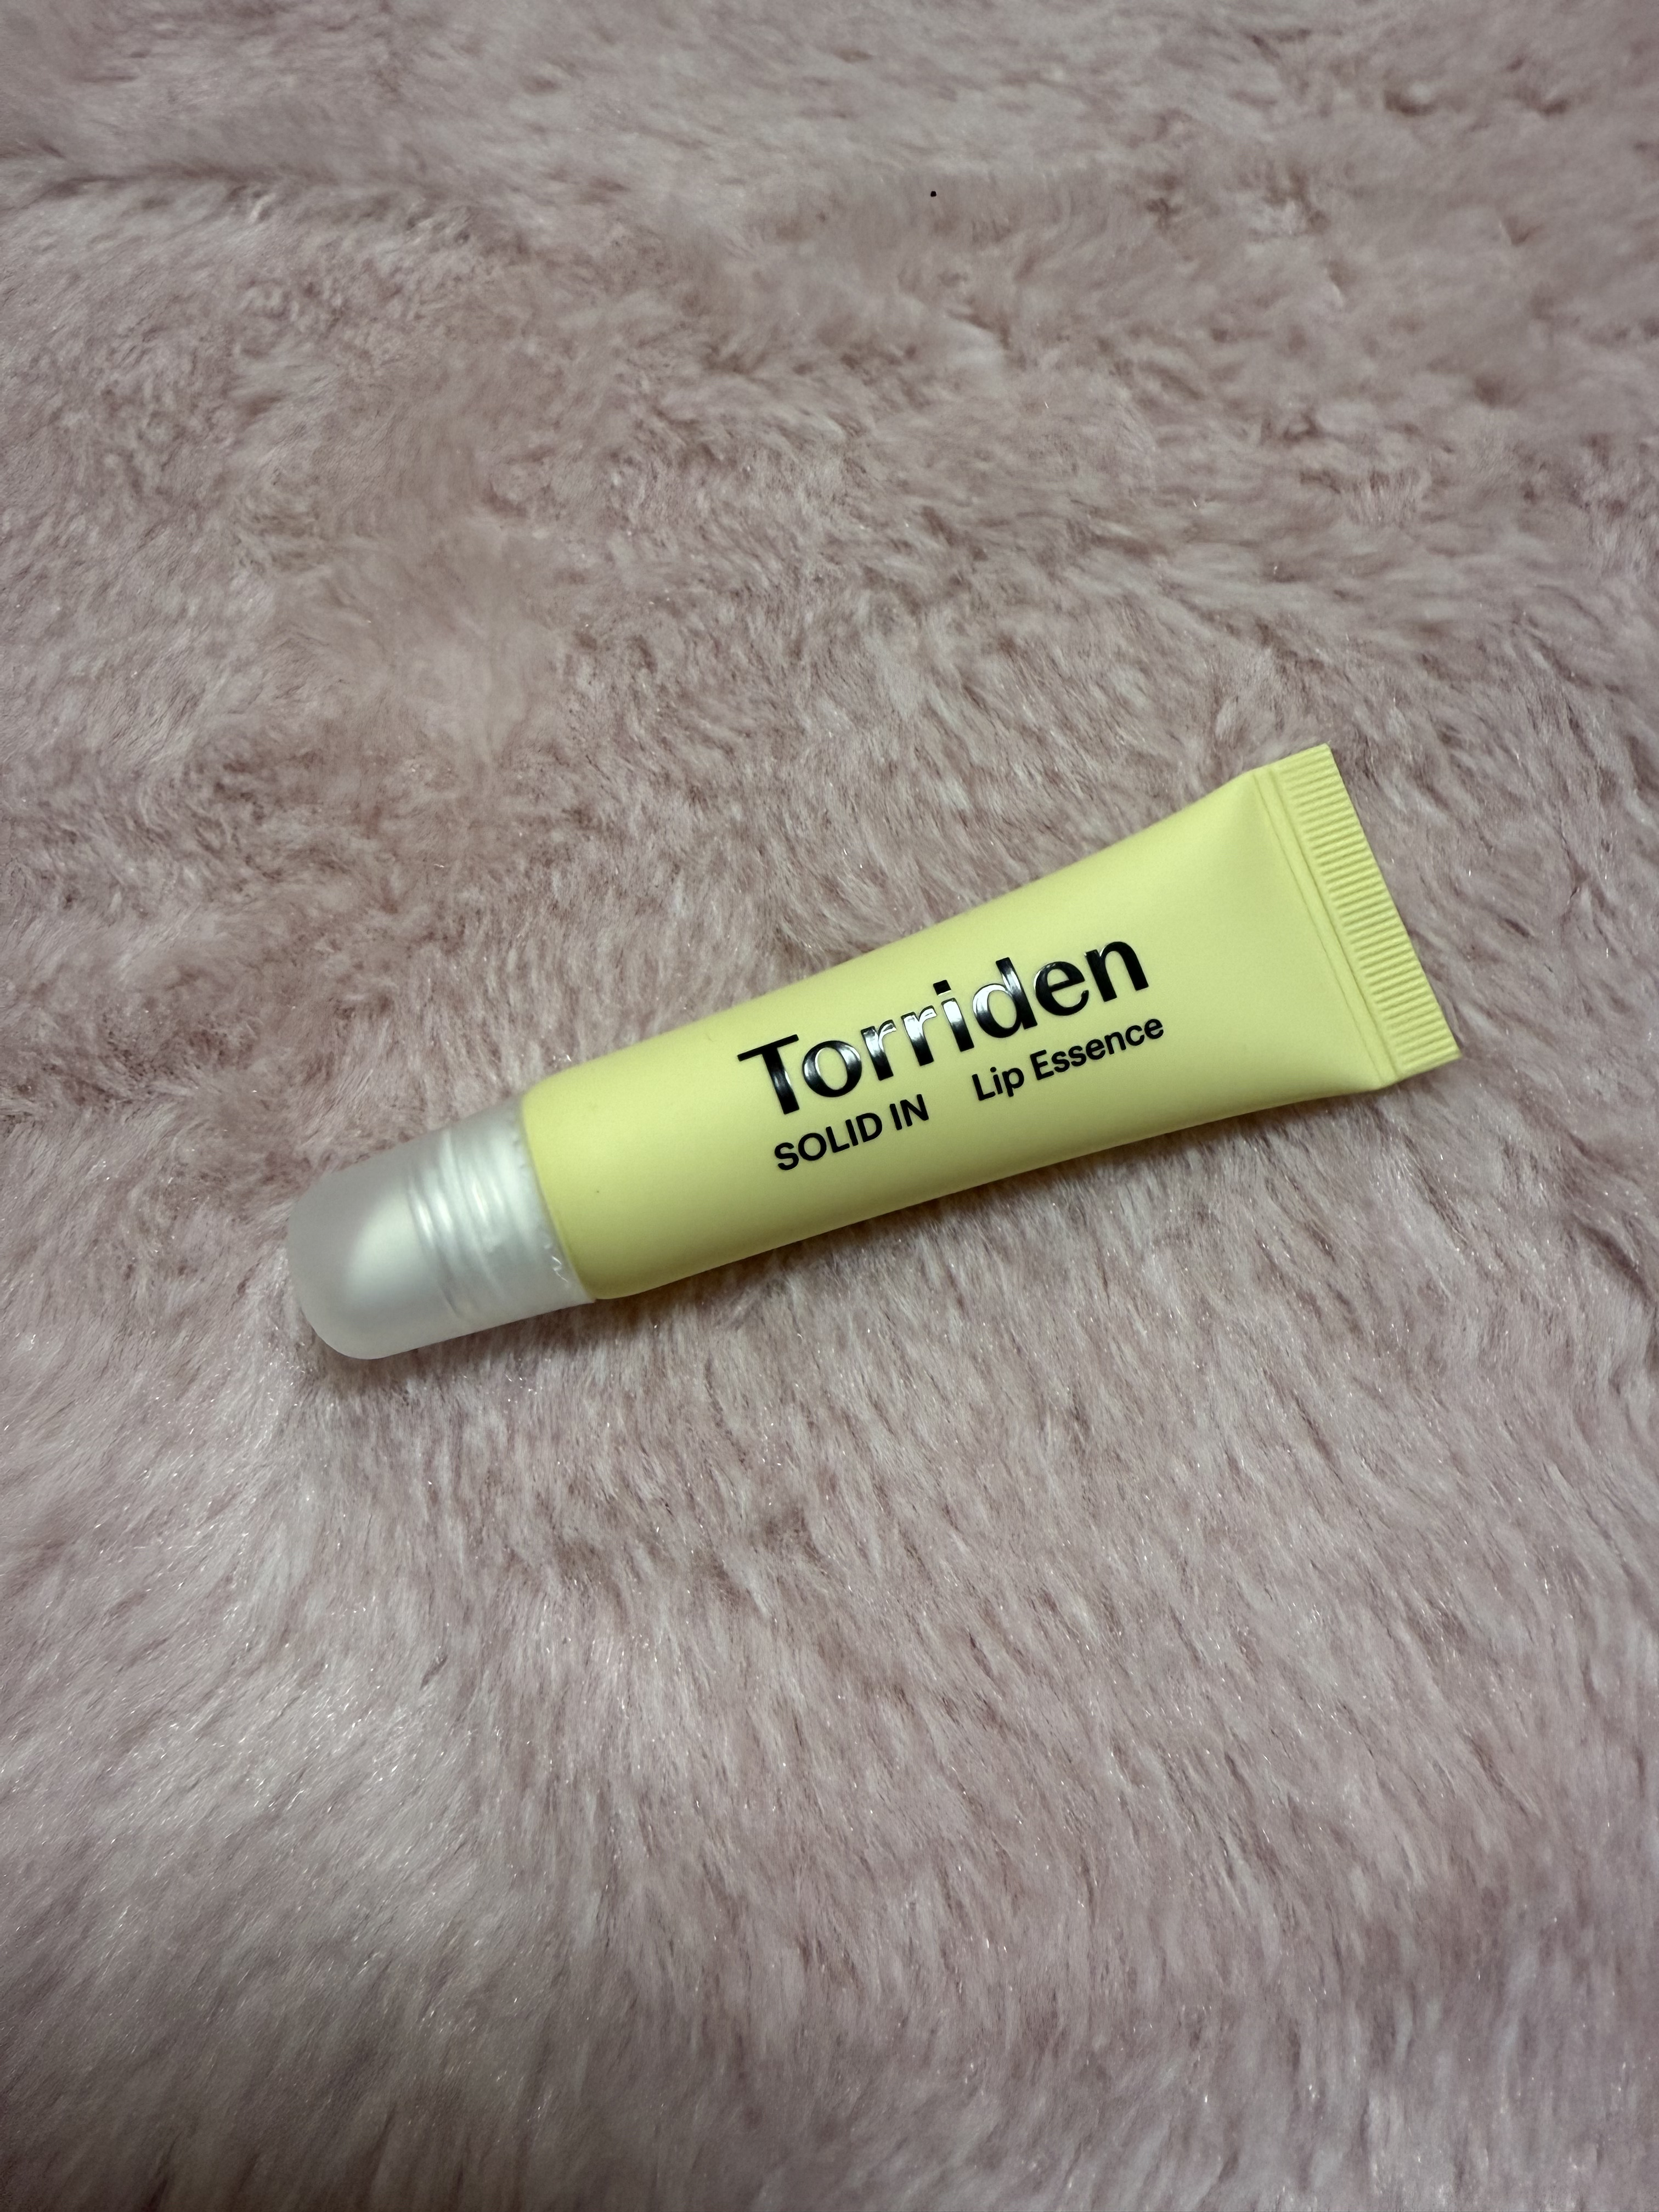 Torriden
SOLID IN Lip Essence